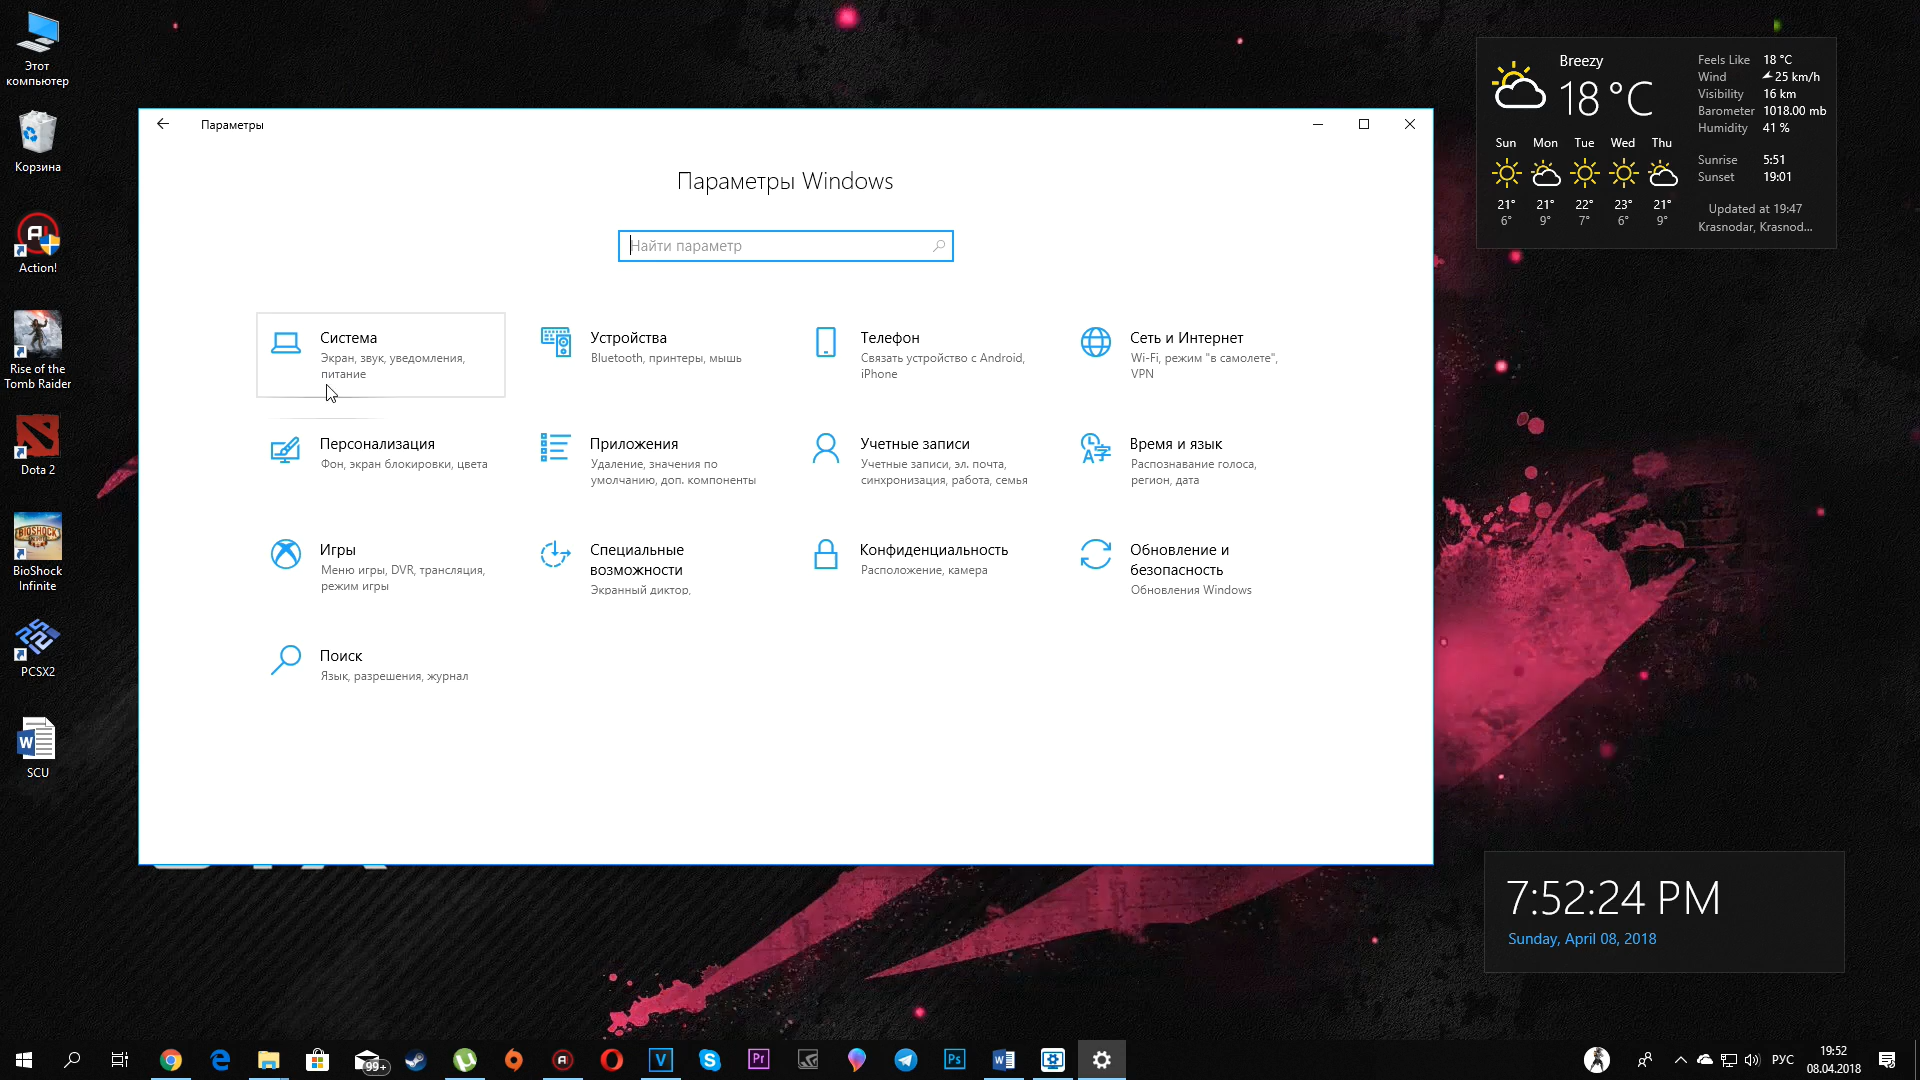 Этот
компьютер
Корзина
Action!
Rise of the
Tomb Raider
Dota 2
BioShock
Infinite
PCSX2
SCU
Параметры
Параметры Windows
Найти параметр
Система
Экран, звук, уведомления,
питание
Устройства
Bluetooth, принтеры, мышь
Телефон
Связать устройство с Android,
iPhone
Сеть и Интернет
Wi-Fi, режим "в самолете",
VPN
Персонализация
Фон, экран блокировки, цвета
Приложения
Удаление, значения по
умолчанию, доп. компоненты
Учетные записи
Учетные записи, эл. почта,
синхронизация, работа, семья
Время и язык
Распознавание голоса,
регион, дата
Игры
Меню игры, DVR, трансляция,
режим игры
Специальные
возможности
Экранный диктор,
Конфиденциальность
Расположение, камера
Обновление и
безопасность
Обновления Windows
Поиск
Язык, разрешения, журнал
Breezy
18 °C
Feels Like 18 °C
Wind 25 km/h
Visibility 16 km
Barometer 1018.00 mb
Humidity 41 %
Sunrise 5:51
Sunset 19:01
Updated at 19:47
Krasnodar, Krasnod...
Sun Mon Tue Wed Thu
21° 21° 22° 23° 21°
6° 9° 7° 6° 9°
7:52:24 PM
Sunday, April 08, 2018
99+
V
Pr
Ps
РУС
19:52
08.04.2018